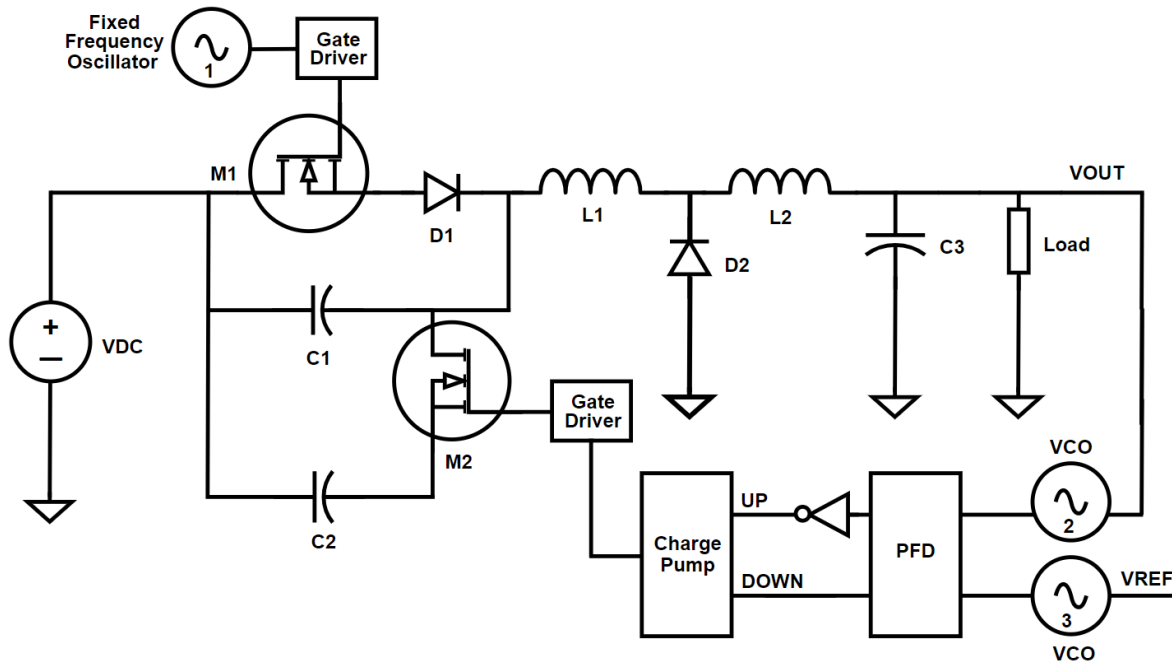 Fixed
Frequency
Oscillator
1
Gate
Driver
M1
D1
L1
L2
VOUT
D2
C3
Load
+
−
VDC
C1
M2
Gate
Driver
C2
VCO
2
UP
DOWN
Charge
Pump
PFD
3
VREF
VCO